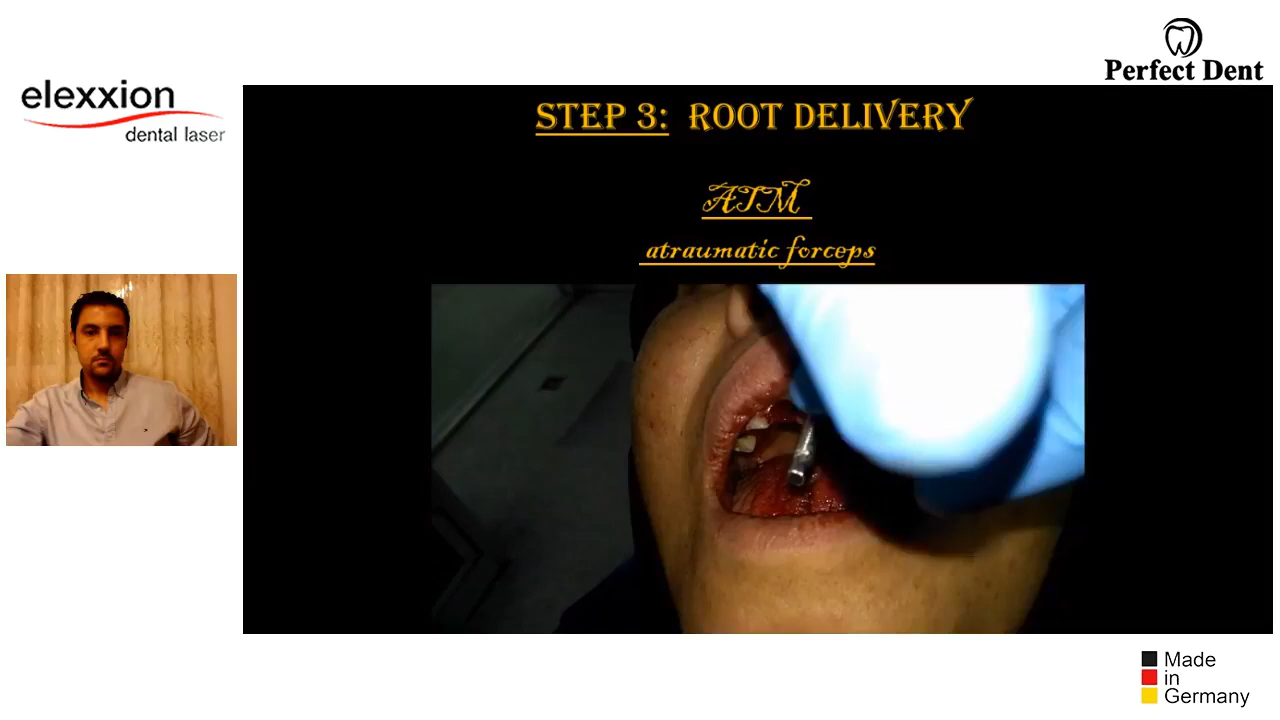 Perfect Dent
elexxion
dental laser
STEP 3: ROOT DELIVERY
ATM
atraumatic forceps
Made
in
Germany